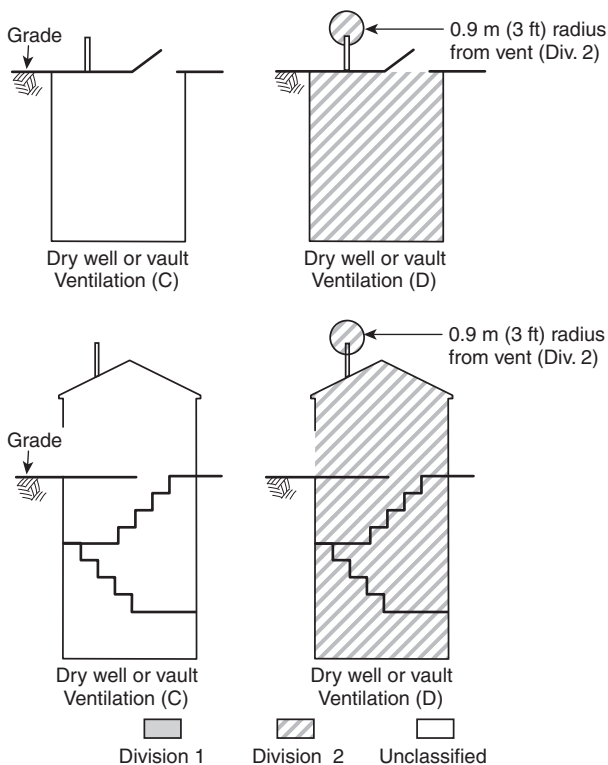 Grade
0.9 m (3 ft) radius
from vent (Div. 2)
Dry well or vault
Ventilation (C)
Dry well or vault
Ventilation (D)
0.9 m (3 ft) radius
from vent (Div. 2)
Grade
Dry well or vault
Ventilation (C)
Dry well or vault
Ventilation (D)
Division 1
Division 2
Unclassified